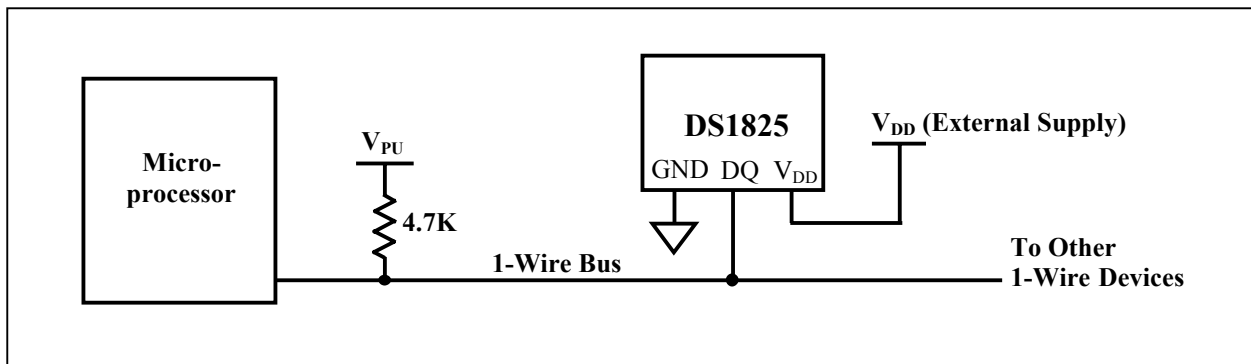 Micro-
processor
V_PU
4.7K
1-Wire Bus
DS1825
GND DQ V_DD
V_DD (External Supply)
To Other
1-Wire Devices